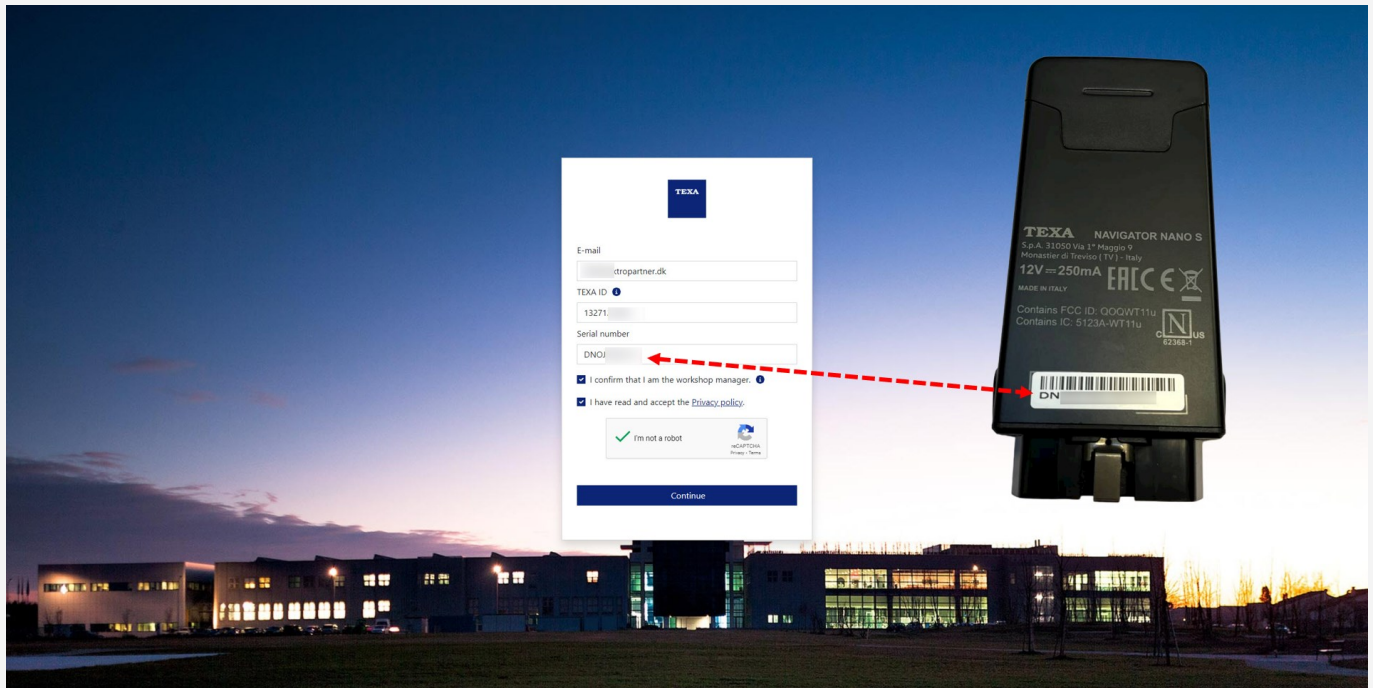 TEXA
E-mail
ctropartner.dk
TEXA ID
13271.
Serial number
DNOJ
I confirm that I am the workshop manager.
I have read and accept the Privacy policy.
I'm not a robot
reCAPTCHA
Privacy - Terms
Continue
TEXA NAVIGATOR NANO S
S.p.A. 31050 Via 1° Maggio 9
Monastier di Treviso ( TV ) - Italy
12V 250mA EAC CE
MADE IN ITALY
Contains FCC ID: QOQWT11u
Contains IC: 5123A-WT11u
C N US
62368-1
DN